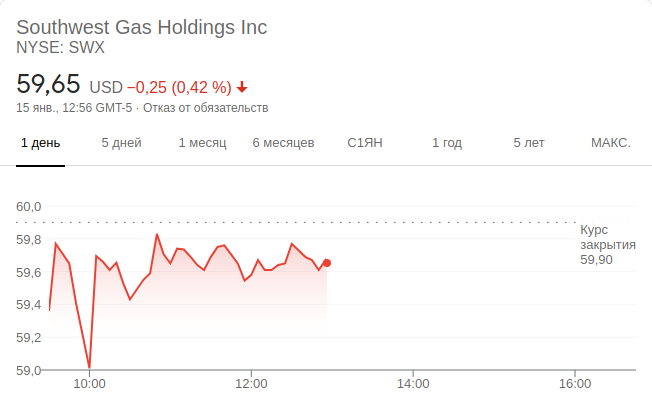 Southwest Gas Holdings Inc
NYSE: SWX
59,65 USD −0,25 (0,42 %)
15 янв., 12:56 GMT-5 · Отказ от обязательств
1 день 5 дней 1 месяц 6 месяцев С1ЯН 1 год 5 лет МАКС.
60,0
Курс
59,8
закрытия
59,90
59,6
59,4
59,2
59,0
10:00 12:00 14:00 16:00